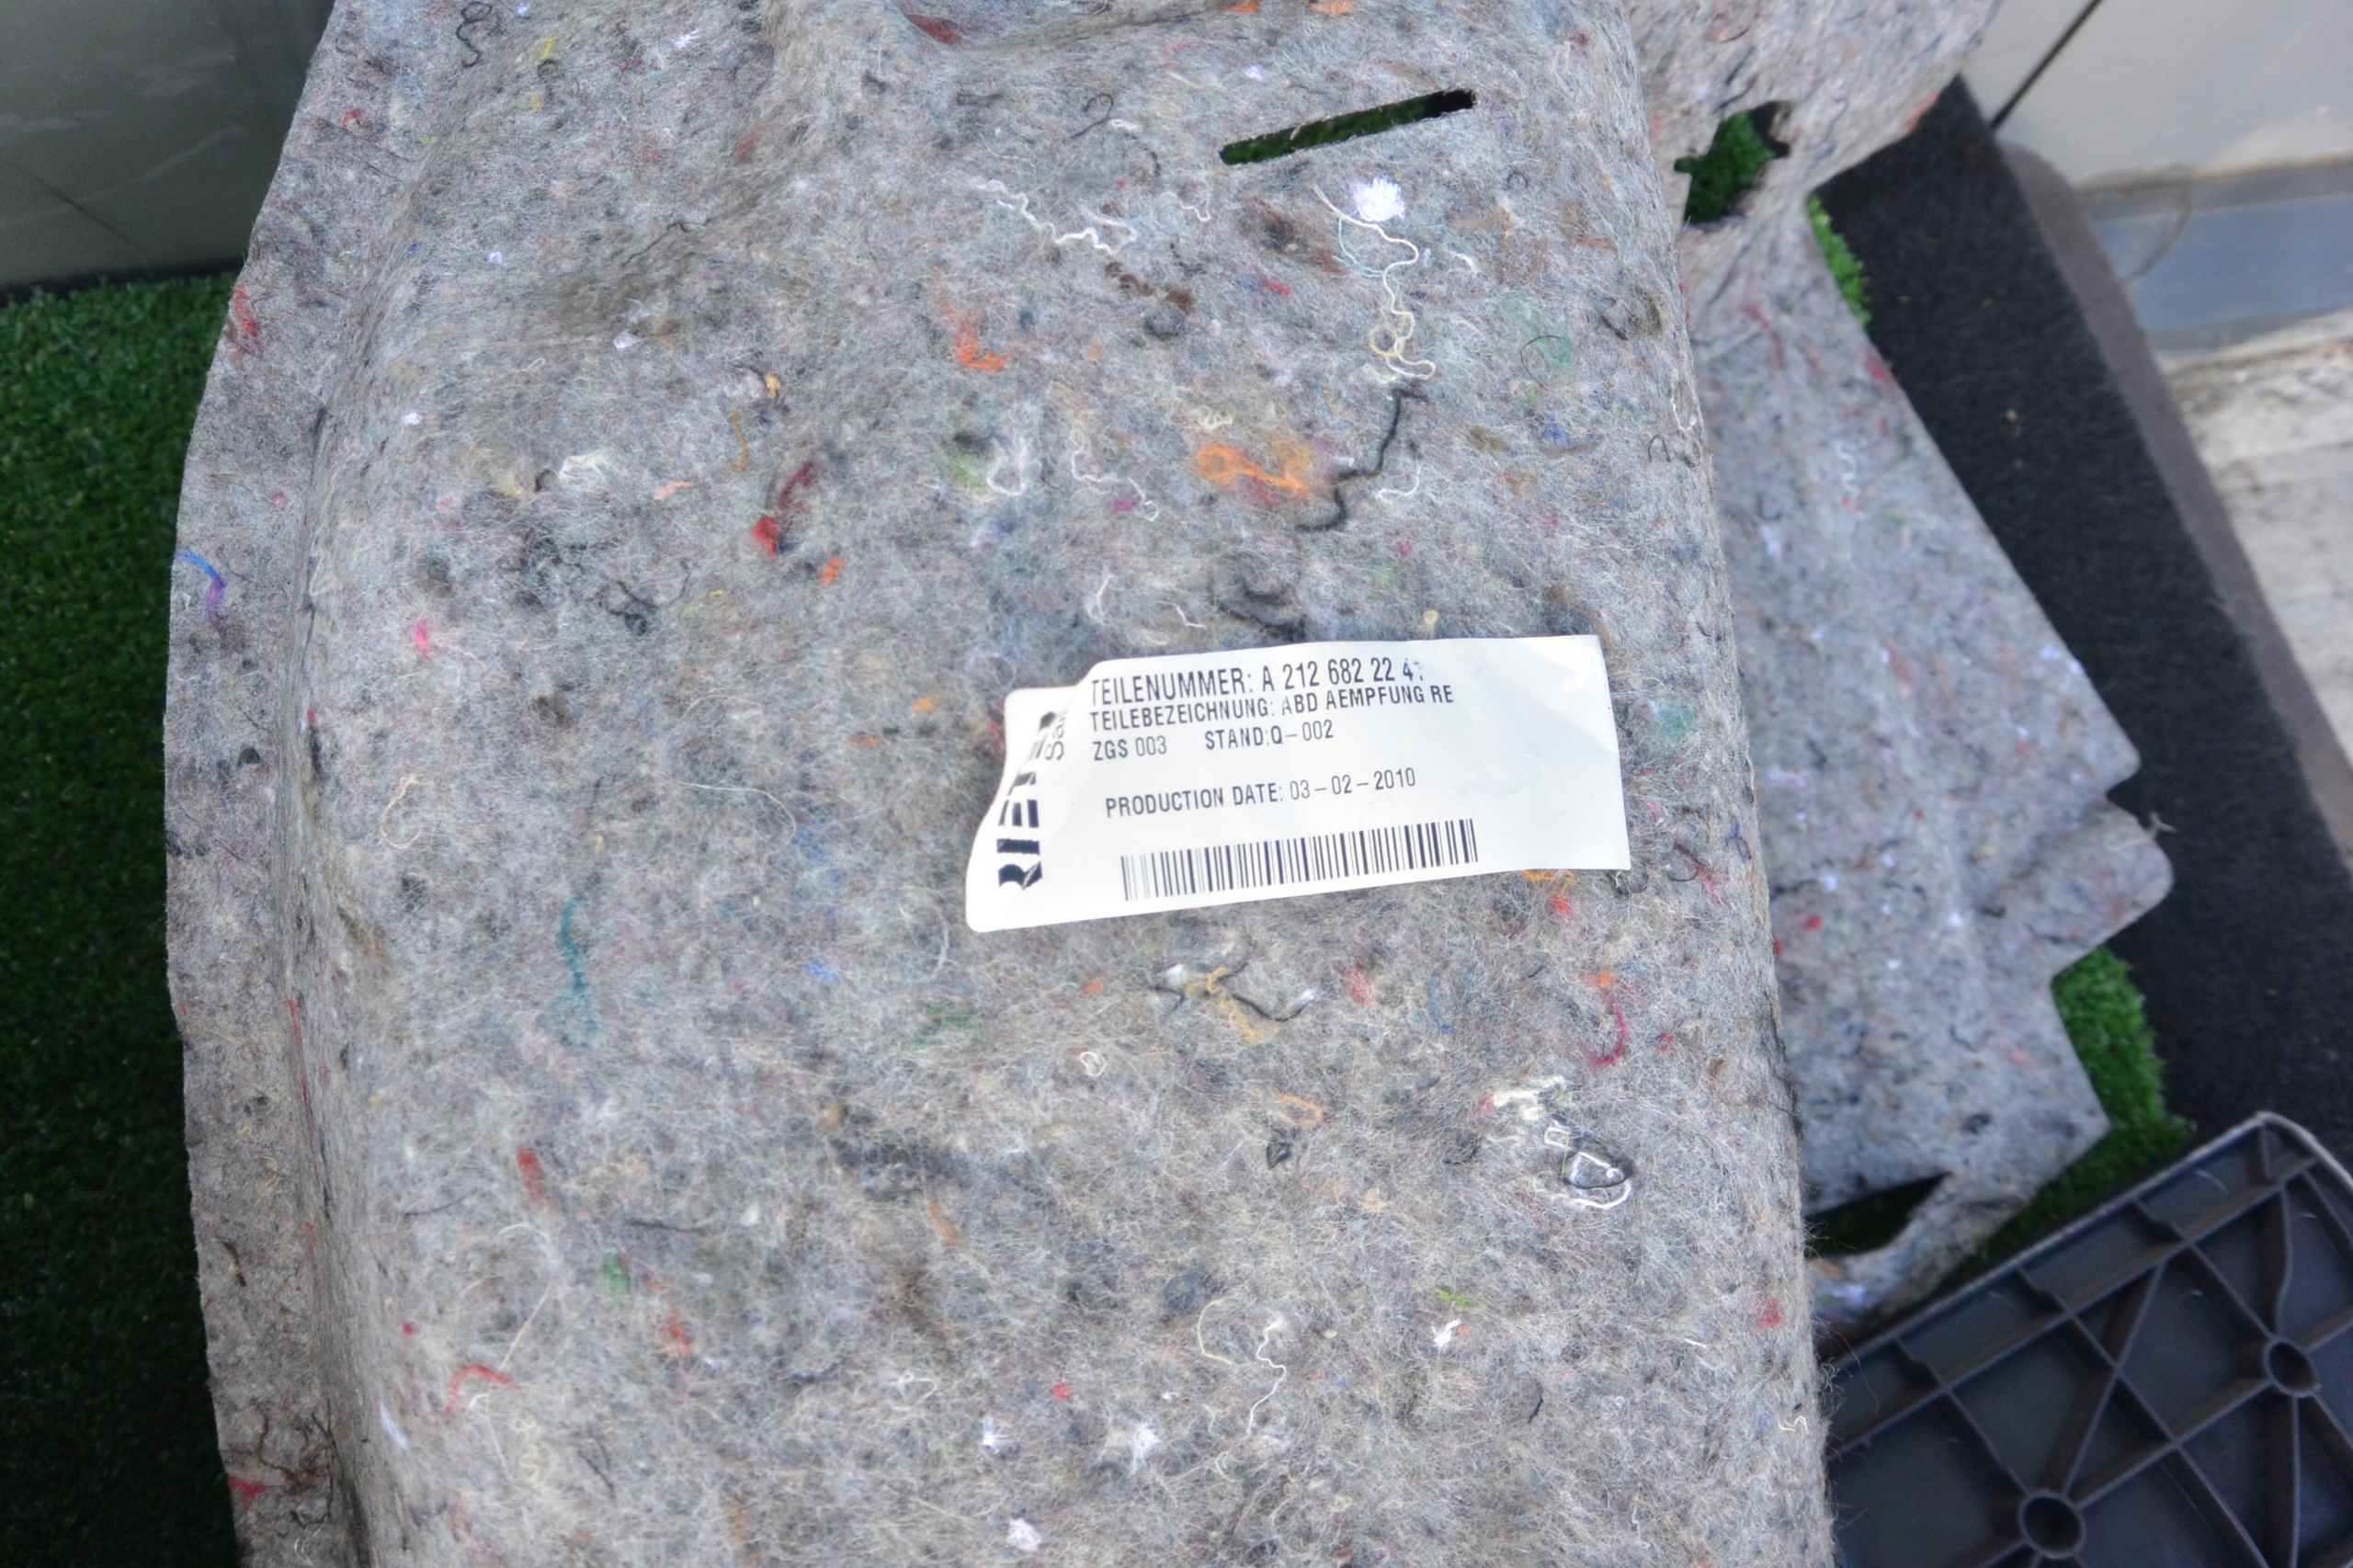 TEILENUMMER: A 212 682 22 41
TEILEBEZEICHNUNG: ABD AEMPFUNG RE
ZGS 003 STAND:Q-002
PRODUCTION DATE: 03-02-2010